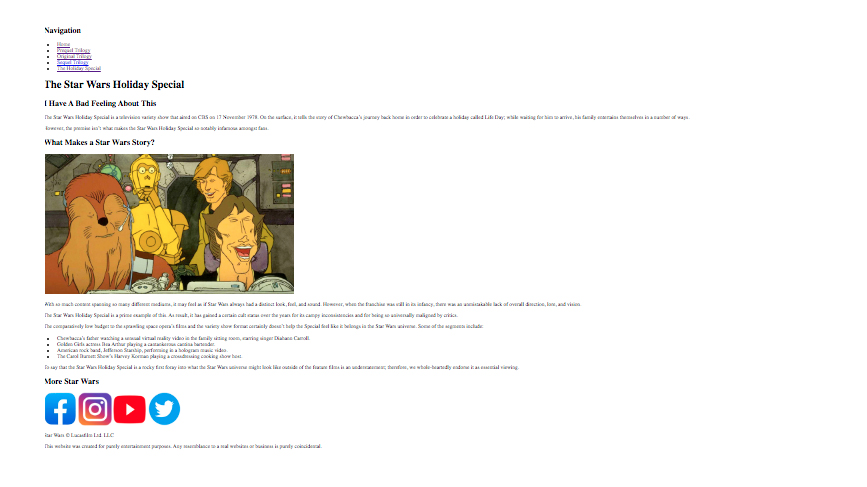 Navigation
Home
Prequel Trilogy
Original Trilogy
Sequel Trilogy
The Holiday Special
The Star Wars Holiday Special
I Have A Bad Feeling About This
The Star Wars Holiday Special is a television variety show that aired on CBS on 17 November 1978. On the surface, it tells the story of Chewbacca's journey back home in order to celebrate a holiday called Life Day; while waiting for him to arrive, his family entertains themselves in a number of ways.
However, the premise isn't what makes the Star Wars Holiday Special so notably infamous amongst fans.
What Makes a Star Wars Story?
With so much content spanning so many different mediums, it may feel as if Star Wars always had a distinct look, feel, and sound. However, when the franchise was still in its infancy, there was an unmistakable lack of overall direction, lore, and vision.
The Star Wars Holiday Special is a prime example of this. As result, it has gained a certain cult status over the years for its campy inconsistencies and for being so universally maligned by critics.
The comparatively low budget to the sprawling space opera's films and the variety show format certainly doesn't help the Special feel like it belongs in the Star Wars universe. Some of the segments include:
Chewbacca's father watching a sensual virtual reality video in the family sitting room, starring singer Diahann Carroll.
Golden Girls actress Bea Arthur playing a cantankerous cantina bartender.
American rock band, Jefferson Starship, performing in a hologram music video.
The Carol Burnett Show's Harvey Korman playing a crossdressing cooking show host.
To say that the Star Wars Holiday Special is a rocky first foray into what the Star Wars universe might look like outside of the feature films is an understatement; therefore, we whole-heartedly endorse it as essential viewing.
More Star Wars
Star Wars © Lucasfilm Ltd. LLC
This website was created for purely entertainment purposes. Any resemblance to a real website or business is purely coincidental.